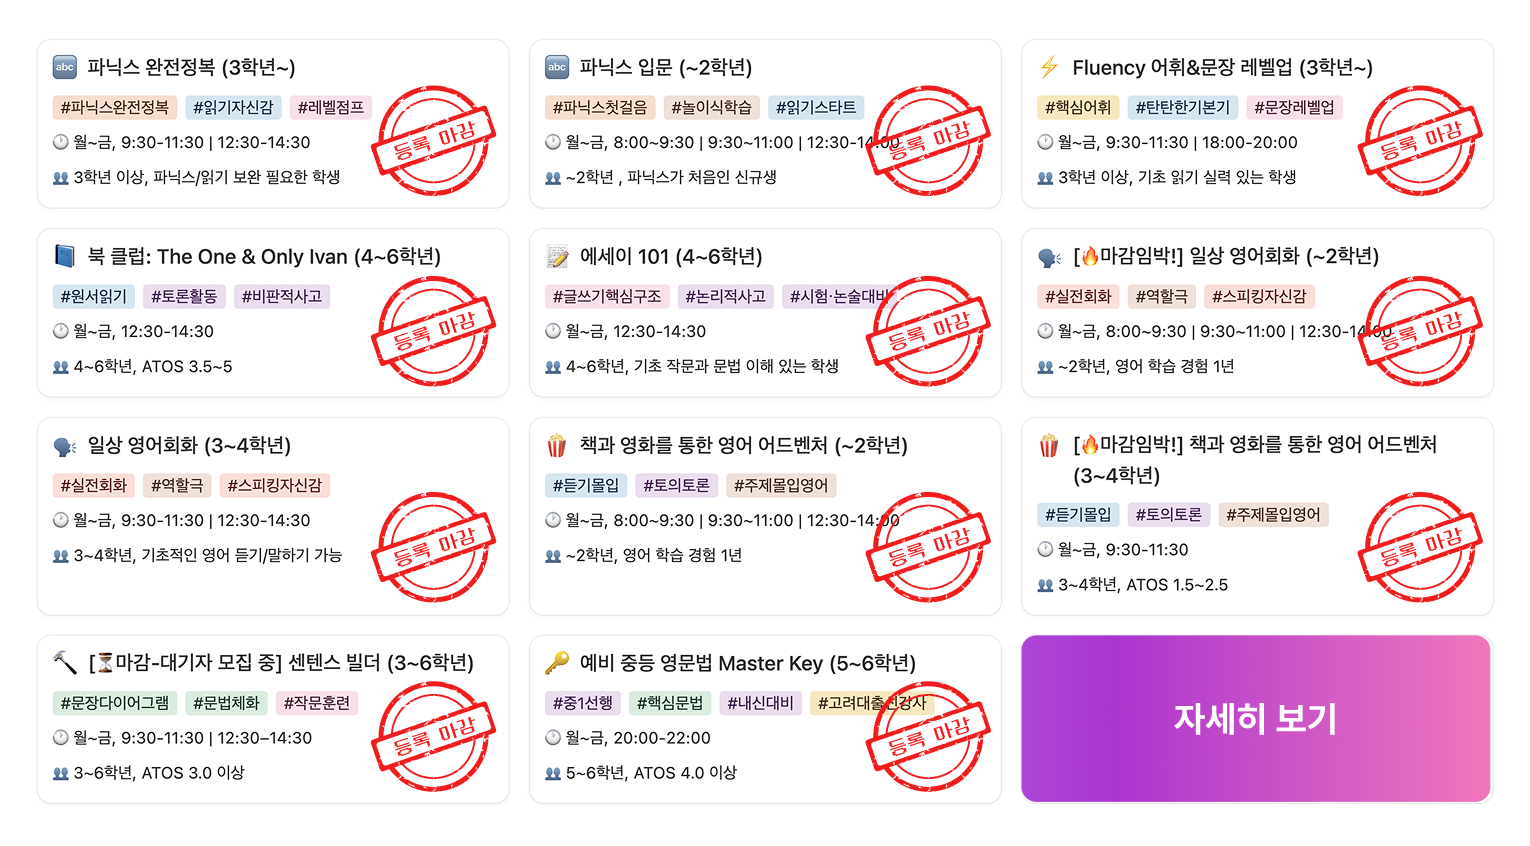 파닉스 완전정복 (3학년~)
#파닉스완전정복 #읽기자신감 #레벨점프
월~금, 9:30-11:30 | 12:30-14:30
3학년 이상, 파닉스/읽기 보완 필요한 학생
등록 마감
파닉스 입문 (~2학년)
#파닉스첫걸음 #놀이식학습 #읽기스타트
월~금, 8:00~9:30 | 9:30~11:00 | 12:30-14:00
~2학년 , 파닉스가 처음인 신규생
등록 마감
Fluency 어휘&문장 레벨업 (3학년~)
#핵심어휘 #탄탄한기본기 #문장레벨업
월~금, 9:30-11:30 | 18:00-20:00
3학년 이상, 기초 읽기 실력 있는 학생
등록 마감
북 클럽: The One & Only Ivan (4~6학년)
#원서읽기 #토론활동 #비판적사고
월~금, 12:30-14:30
4~6학년, ATOS 3.5~5
등록 마감
에세이 101 (4~6학년)
#글쓰기핵심구조 #논리적사고 #시험·논술대비
월~금, 12:30-14:30
4~6학년, 기초 작문과 문법 이해 있는 학생
등록 마감
[🔥마감임박!] 일상 영어회화 (~2학년)
#실전회화 #역할극 #스피킹자신감
월~금, 8:00~9:30 | 9:30~11:00 | 12:30-14:00
~2학년, 영어 학습 경험 1년
등록 마감
일상 영어회화 (3~4학년)
#실전회화 #역할극 #스피킹자신감
월~금, 9:30-11:30 | 12:30-14:30
3~4학년, 기초적인 영어 듣기/말하기 가능
등록 마감
책과 영화를 통한 영어 어드벤처 (~2학년)
#듣기몰입 #토의토론 #주제몰입영어
월~금, 8:00~9:30 | 9:30~11:00 | 12:30-14:00
~2학년, 영어 학습 경험 1년
등록 마감
[🔥마감임박!] 책과 영화를 통한 영어 어드벤처
(3~4학년)
#듣기몰입 #토의토론 #주제몰입영어
월~금, 9:30-11:30
3~4학년, ATOS 1.5~2.5
등록 마감
[⏳마감-대기자 모집 중] 센텐스 빌더 (3~6학년)
#문장다이어그램 #문법체화 #작문훈련
월~금, 9:30-11:30 | 12:30–14:30
3~6학년, ATOS 3.0 이상
등록 마감
예비 중등 영문법 Master Key (5~6학년)
#중1선행 #핵심문법 #내신대비 #고려대출신강사
월~금, 20:00-22:00
5~6학년, ATOS 4.0 이상
등록 마감
자세히 보기